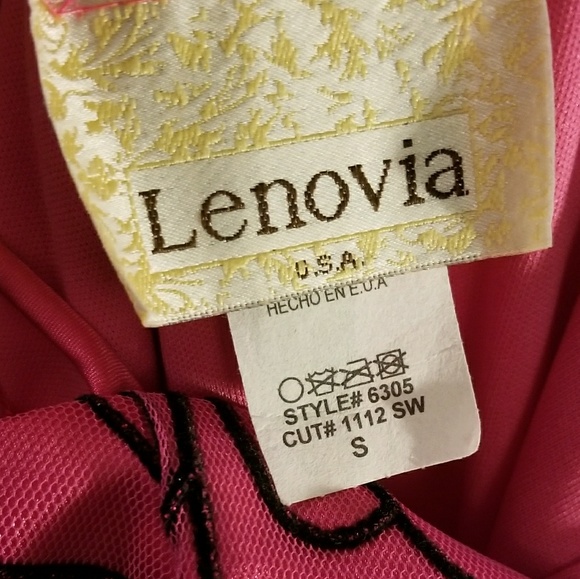 Lenovia
U.S.A.
HECHO EN E.U.A
STYLE# 6305
CUT# 1112 SW
S